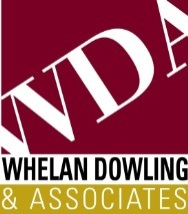 WDA
WHELAN DOWLING
& ASSOCIATES